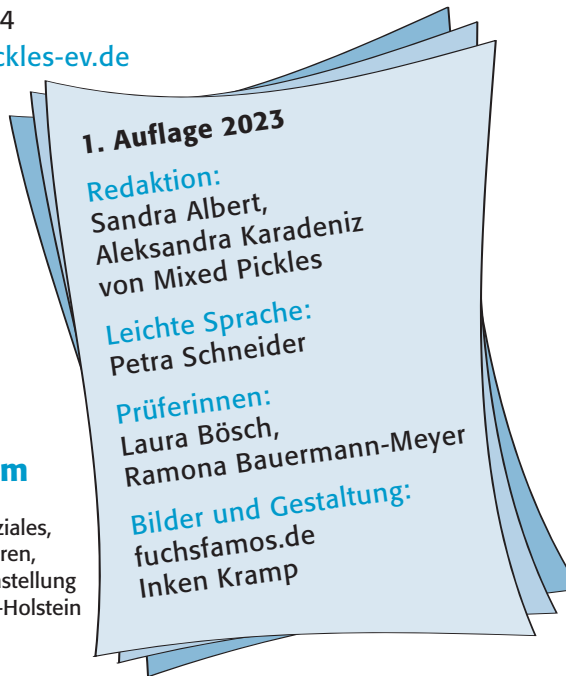 4
ckles-ev.de
1. Auflage 2023
Redaktion:
Sandra Albert,
Aleksandra Karadeniz
von Mixed Pickles
Leichte Sprache:
Petra Schneider
Prüferinnen:
Laura Bösch,
Ramona Bauermann-Meyer
Bilder und Gestaltung:
fuchsfamos.de
Inken Kramp
m
ziales,
ren,
nstellung
-Holstein